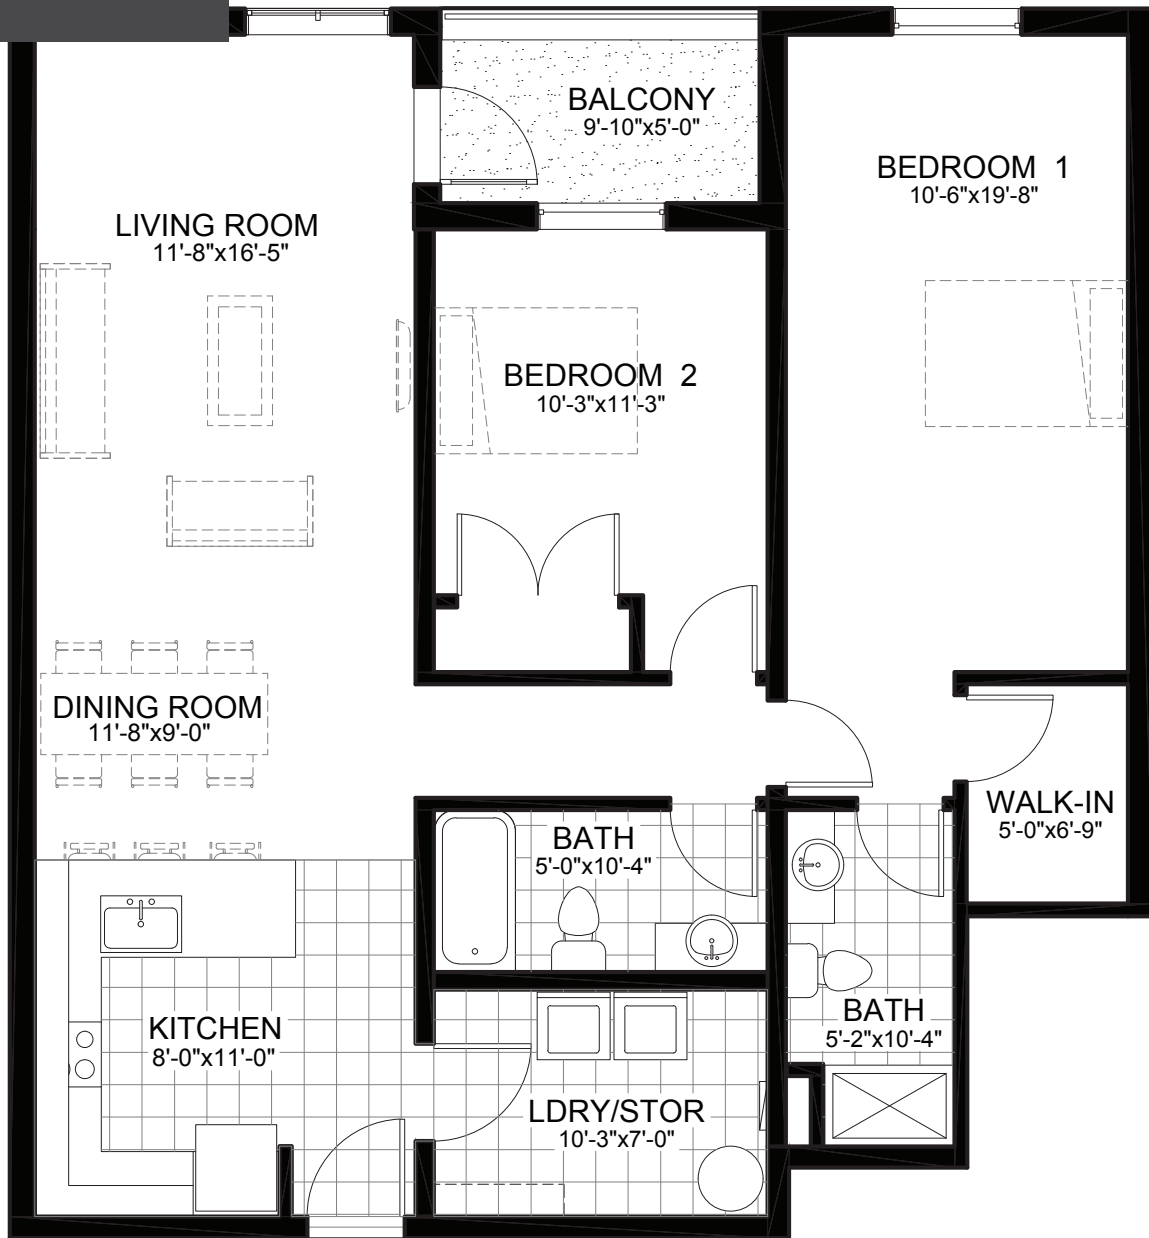 BALCONY
9'-10"x5'-0"
BEDROOM 1
10'-6"x19'-8"
LIVING ROOM
11'-8"x16'-5"
BEDROOM 2
10'-3"x11'-3"
DINING ROOM
11'-8"x9'-0"
WALK-IN
5'-0"x6'-9"
BATH
5'-0"x10'-4"
KITCHEN
8'-0"x11'-0"
BATH
5'-2"x10'-4"
LDRY/STOR
10'-3"x7'-0"